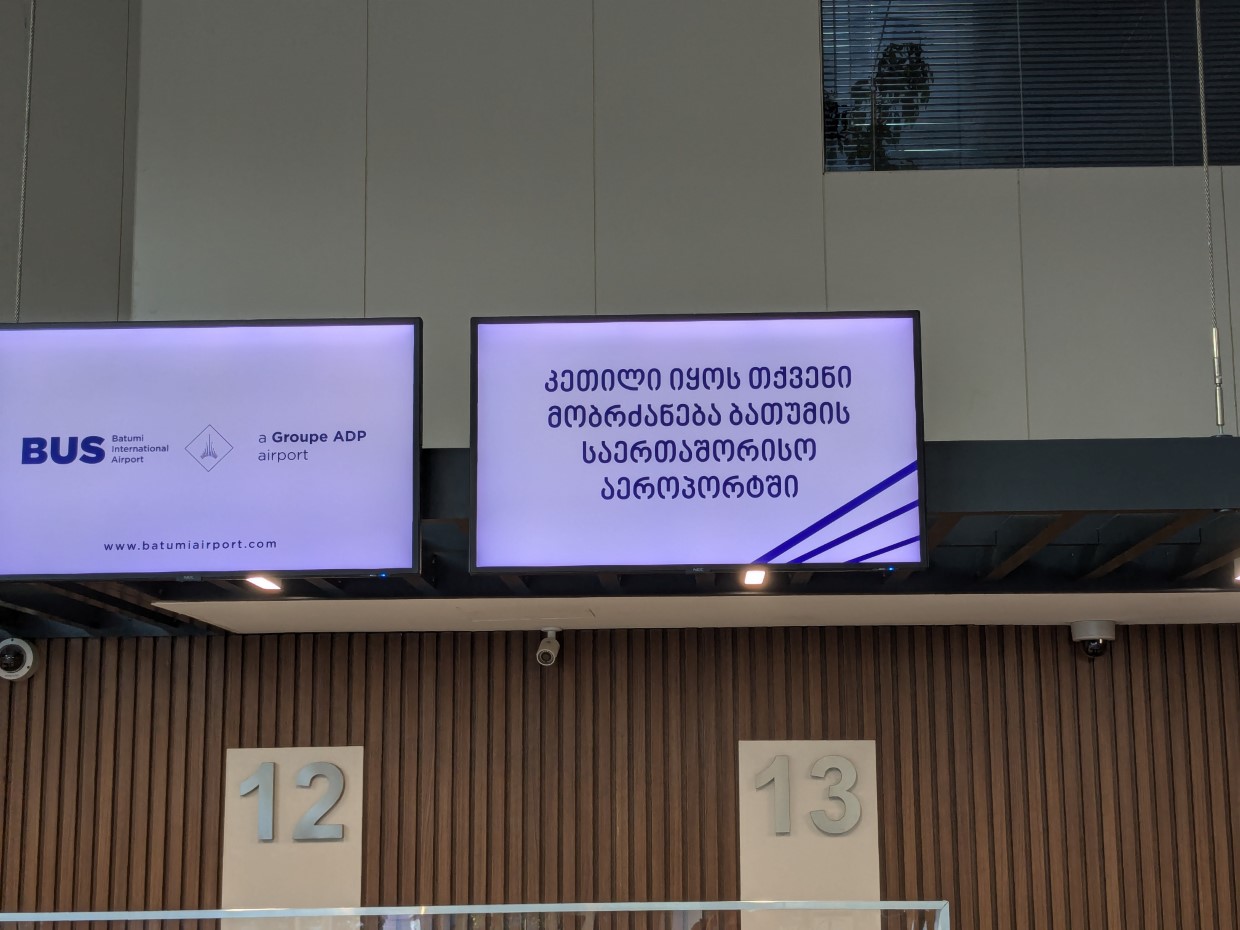 BUS
Batumi
International
Airport
a Groupe ADP
airport
www.batumiairport.com
კეთილი იყოს თქვენი
მობრძანება ბათუმის
საერთაშორისო
აეროპორტში
12
13